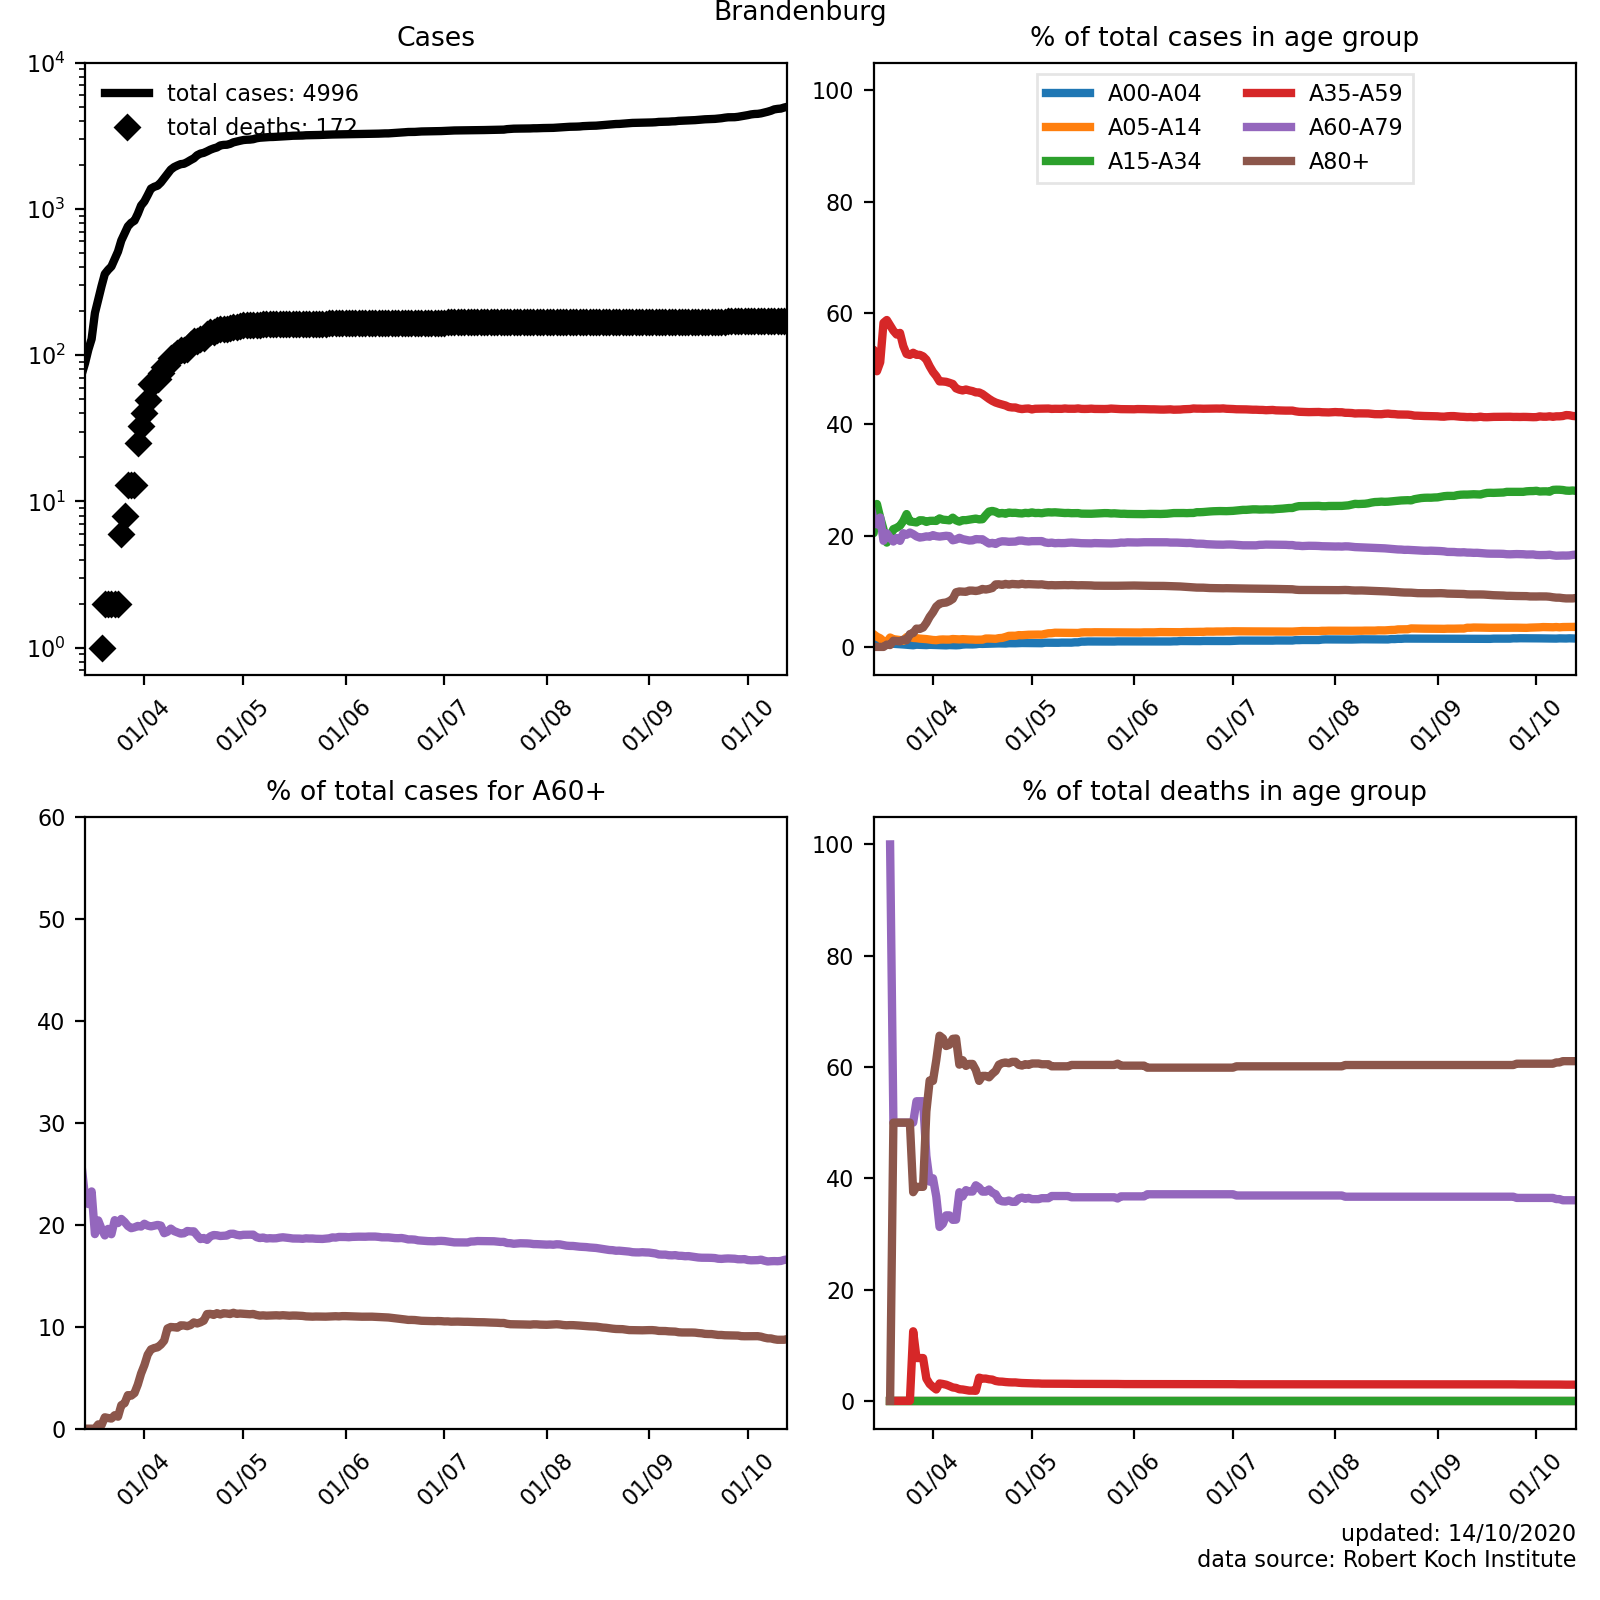 Brandenburg
Cases
10^4
10^3
10^2
10^1
10^0
total cases: 4996
total deaths: 172
01/04 01/05 01/06 01/07 01/08 01/09 01/10
% of total cases in age group
100
80
60
40
20
0
A00-A04 A35-A59
A05-A14 A60-A79
A15-A34 A80+
01/04 01/05 01/06 01/07 01/08 01/09 01/10
% of total cases for A60+
60
50
40
30
20
10
0
01/04 01/05 01/06 01/07 01/08 01/09 01/10
% of total deaths in age group
100
80
60
40
20
0
01/04 01/05 01/06 01/07 01/08 01/09 01/10
updated: 14/10/2020
data source: Robert Koch Institute